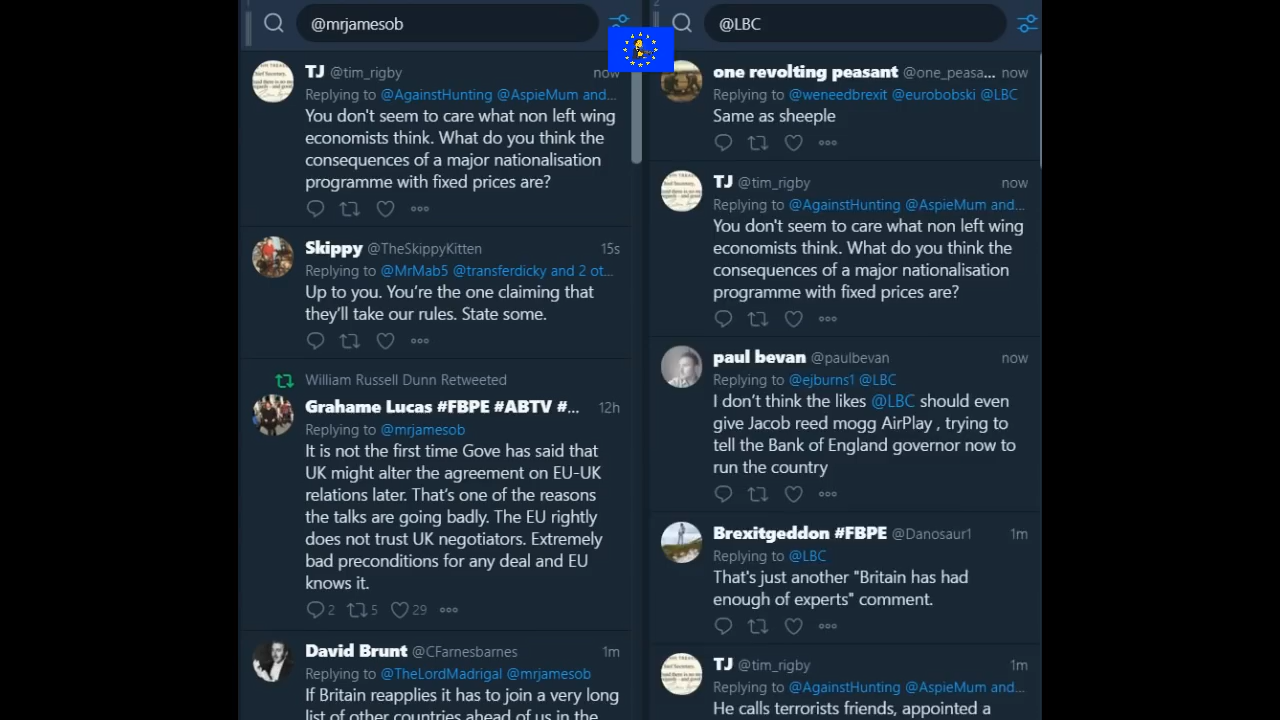 @mrjamesob
TJ @tim_rigby now
Replying to @AgainstHunting @AspieMum and...
You don't seem to care what non left wing
economists think. What do you think the
consequences of a major nationalisation
programme with fixed prices are?
Skippy @TheSkippyKitten 15s
Replying to @MrMab5 @transferdicky and 2 ot...
Up to you. You’re the one claiming that
they’ll take our rules. State some.
William Russell Dunn Retweeted
Grahame Lucas #FBPE #ABTV #... 12h
Replying to @mrjamesob
It is not the first time Gove has said that
UK might alter the agreement on EU-UK
relations later. That’s one of the reasons
the talks are going badly. The EU rightly
does not trust UK negotiators. Extremely
bad preconditions for any deal and EU
knows it.
2 5 29
David Brunt @CFarnesbarnes 1m
Replying to @TheLordMadrigal @mrjamesob
If Britain reapplies it has to join a very long
list of other countries ahead of us in the
2
@LBC
one revolting peasant @one_peasa... now
Replying to @weneedbrexit @eurobobski @LBC
Same as sheeple
TJ @tim_rigby now
Replying to @AgainstHunting @AspieMum and...
You don't seem to care what non left wing
economists think. What do you think the
consequences of a major nationalisation
programme with fixed prices are?
paul bevan @paulbevan now
Replying to @ejburns1 @LBC
I don’t think the likes @LBC should even
give Jacob reed mogg AirPlay , trying to
tell the Bank of England governor now to
run the country
Brexitgeddon #FBPE @Danosaur1 1m
Replying to @LBC
That's just another "Britain has had
enough of experts" comment.
TJ @tim_rigby 1m
Replying to @AgainstHunting @AspieMum and...
He calls terrorists friends, appointed a